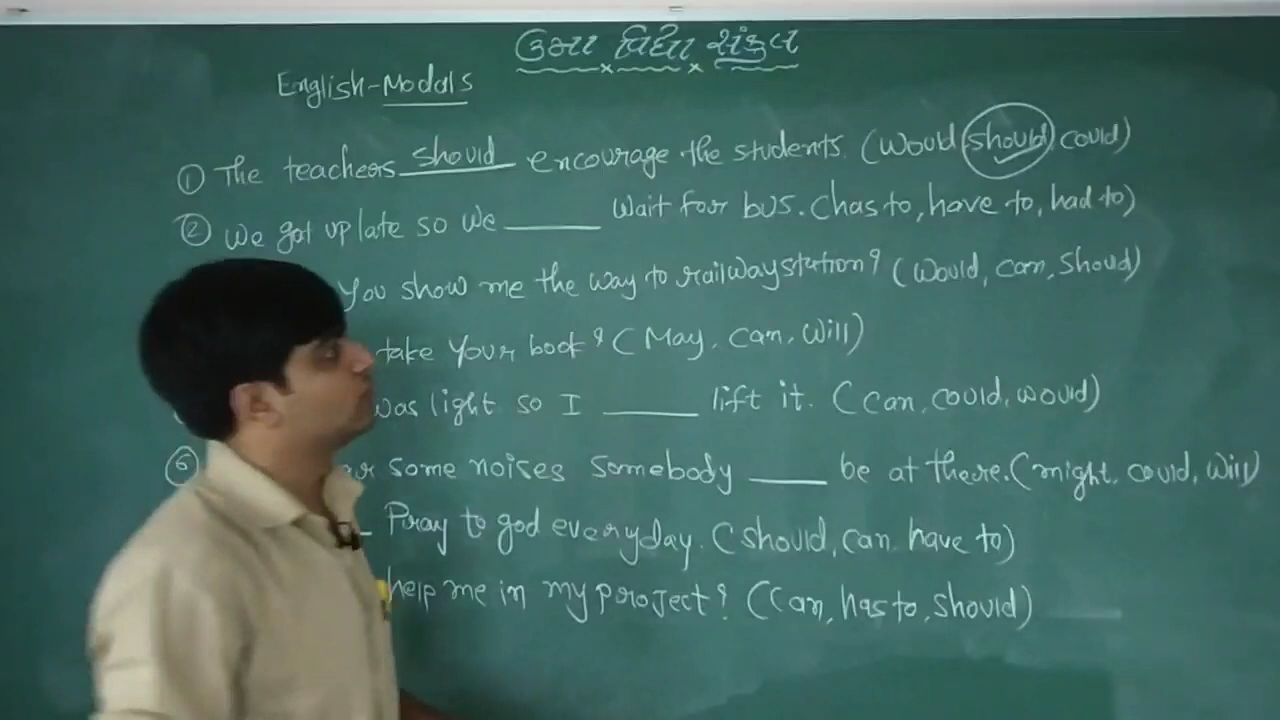 ઉમા વિદ્યા સંકુલ
English-Modals
① The teachers should encourage the students. (Would should could)
② We got up late so we ______ Wait for bus. (has to, have to, had to)
You show me the way to railway station? (Would, can, Shoud)
take Your book? (May, can, Will)
was light so I ______ lift it. (can, could, would)
⑥ some noises somebody ____ be at there. (might, could, Will)
_ Pray to god everyday. (should, can have to)
help me in my project? (Can, has to, should)